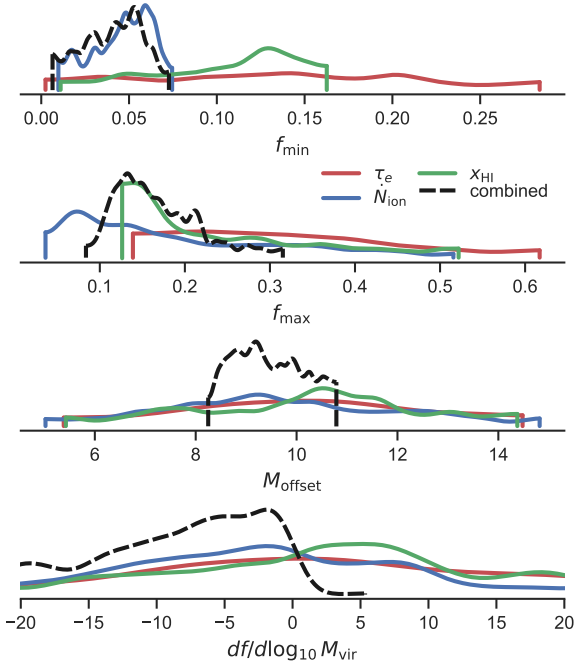 0.00 0.05 0.10 0.15 0.20 0.25
f_min
τ_e x_HI
Ṅ_ion combined
0.1 0.2 0.3 0.4 0.5 0.6
f_max
6 8 10 12 14
M_offset
−20 −15 −10 −5 0 5 10 15 20
df/dlog₁₀ M_vir